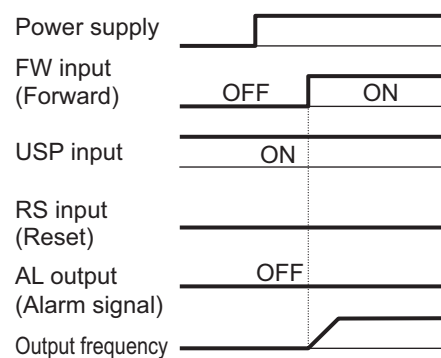 Power supply
FW input
(Forward)
OFF
ON
USP input
ON
RS input
(Reset)
AL output
(Alarm signal)
OFF
Output frequency